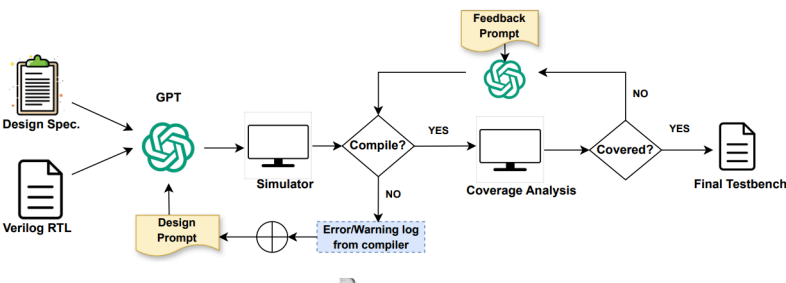 Feedback
Prompt
GPT
Design Spec.
NO
YES
YES
Compile?
Covered?
Simulator
Coverage Analysis
Final Testbench
NO
Verilog RTL
Design
Prompt
Error/Warning log
from compiler